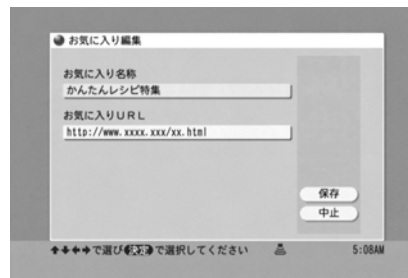 お気に入り編集
お気に入り名称
かんたんレシピ特集
お気に入りURL
http://www.xxxx.xxx/xx.html
保存
中止
↑↓←→で選び決定で選択してください
5:08AM